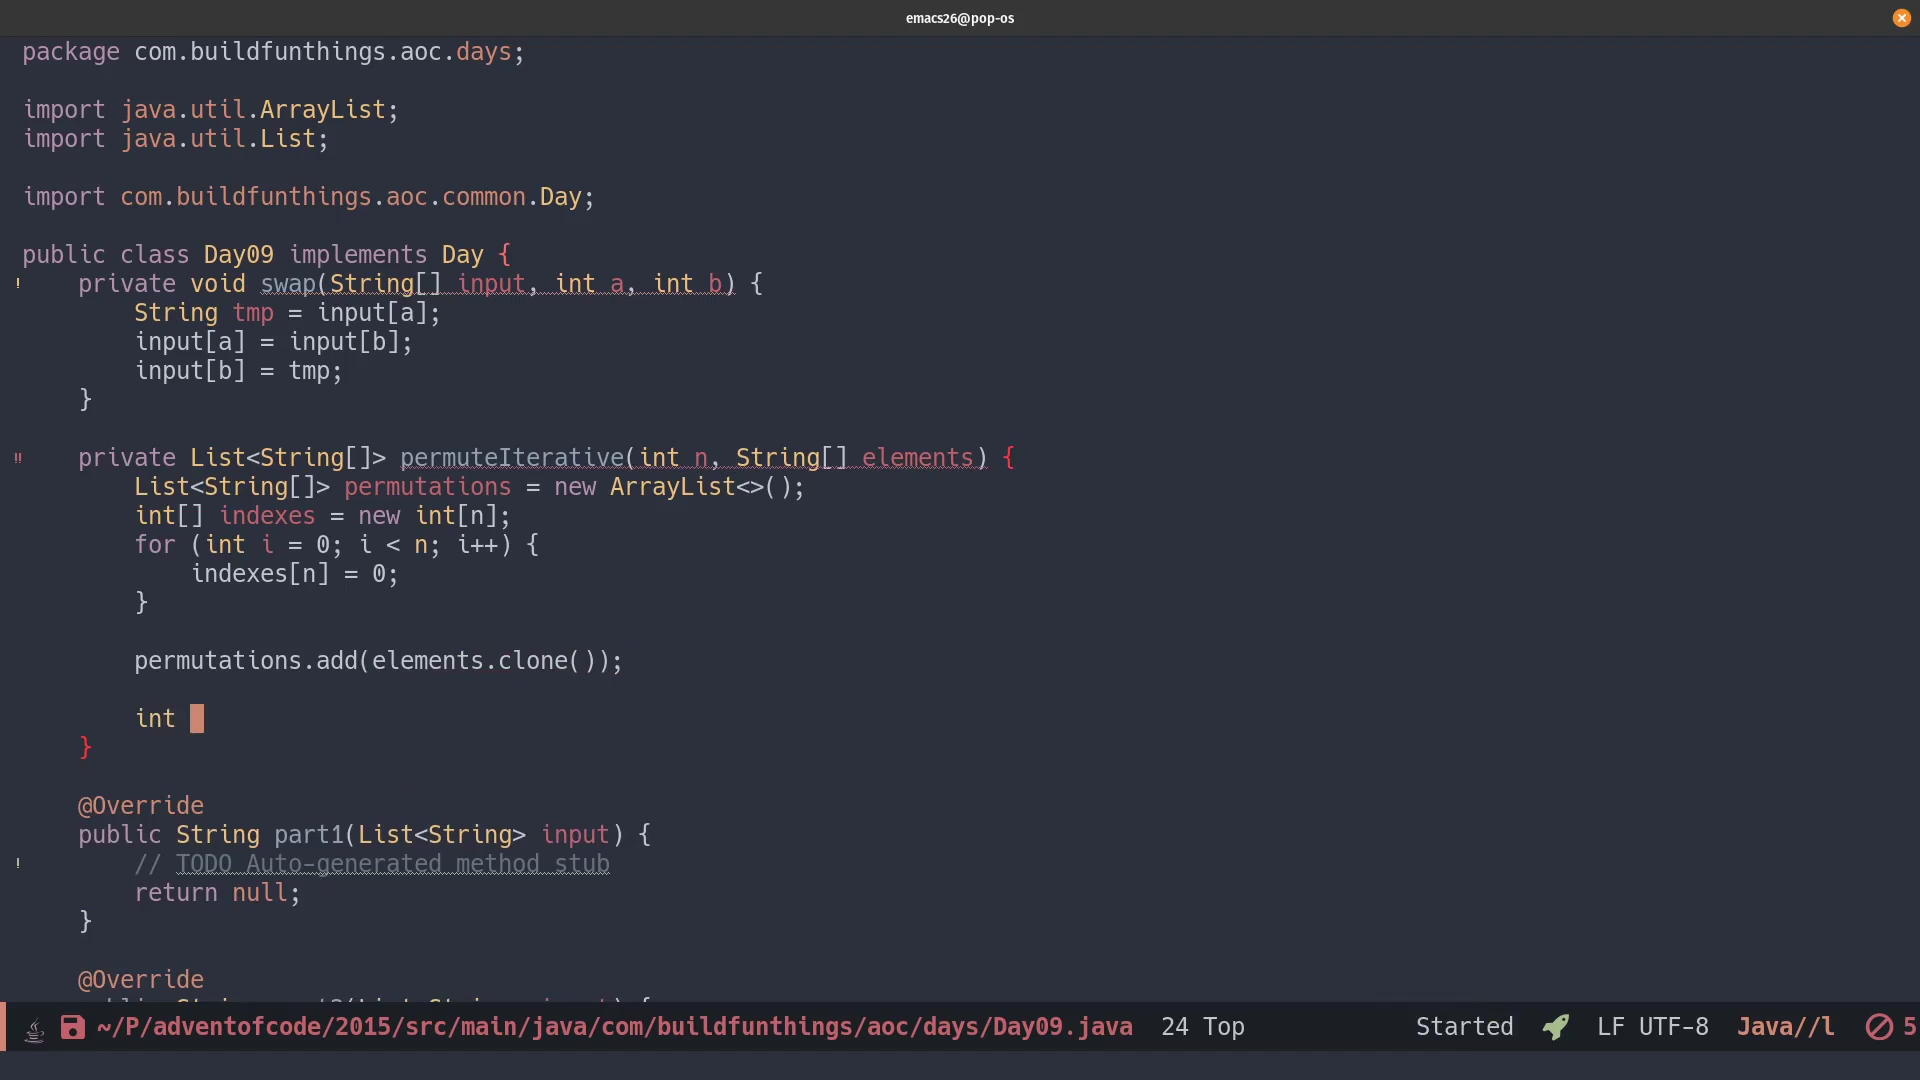 emacs26@pop-os
package com.buildfunthings.aoc.days;
import java.util.ArrayList;
import java.util.List;
import com.buildfunthings.aoc.common.Day;
public class Day09 implements Day {
! private void swap(String[] input, int a, int b) {
String tmp = input[a];
input[a] = input[b];
input[b] = tmp;
}
!! private List<String[]> permuteIterative(int n, String[] elements) {
List<String[]> permutations = new ArrayList<>();
int[] indexes = new int[n];
for (int i = 0; i < n; i++) {
indexes[n] = 0;
}
permutations.add(elements.clone());
int
}
@Override
public String part1(List<String> input) {
! // TODO Auto-generated method stub
return null;
}
@Override
~/P/adventofcode/2015/src/main/java/com/buildfunthings/aoc/days/Day09.java 24 Top Started LF UTF-8 Java//l 5